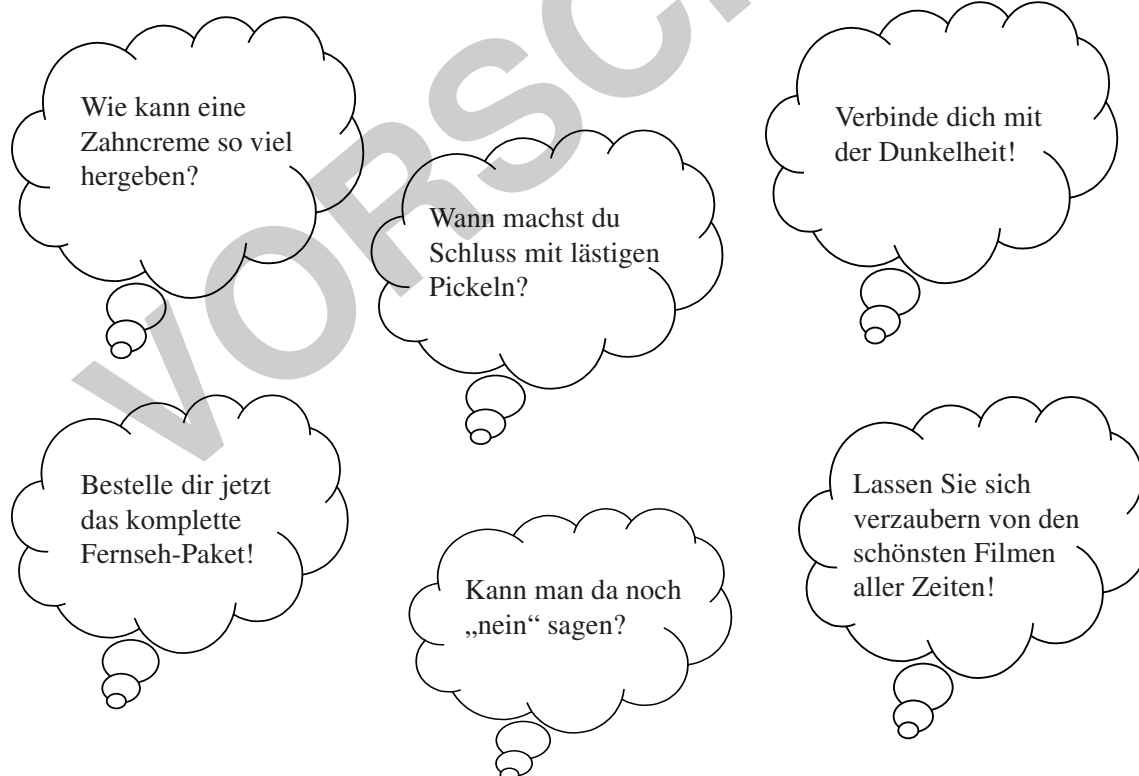 Wie kann eine
Zahncreme so viel
hergeben?
Wann machst du
Schluss mit lästigen
Pickeln?
Verbinde dich mit
der Dunkelheit!
Bestelle dir jetzt
das komplette
Fernseh-Paket!
Kann man da noch
„nein“ sagen?
Lassen Sie sich
verzaubern von den
schönsten Filmen
aller Zeiten!
VORSC